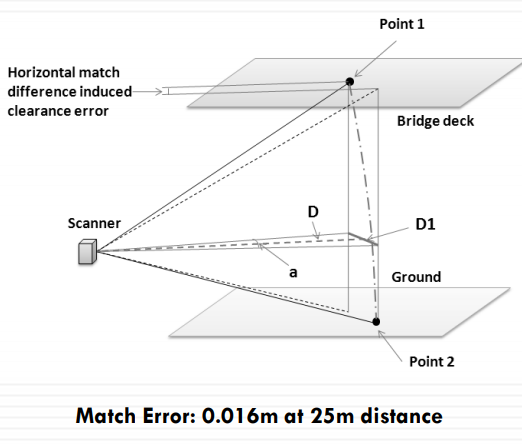 Point 1
Horizontal match
difference induced
clearance error
Bridge deck
Scanner
D
D1
a
Ground
Point 2
Match Error: 0.016m at 25m distance